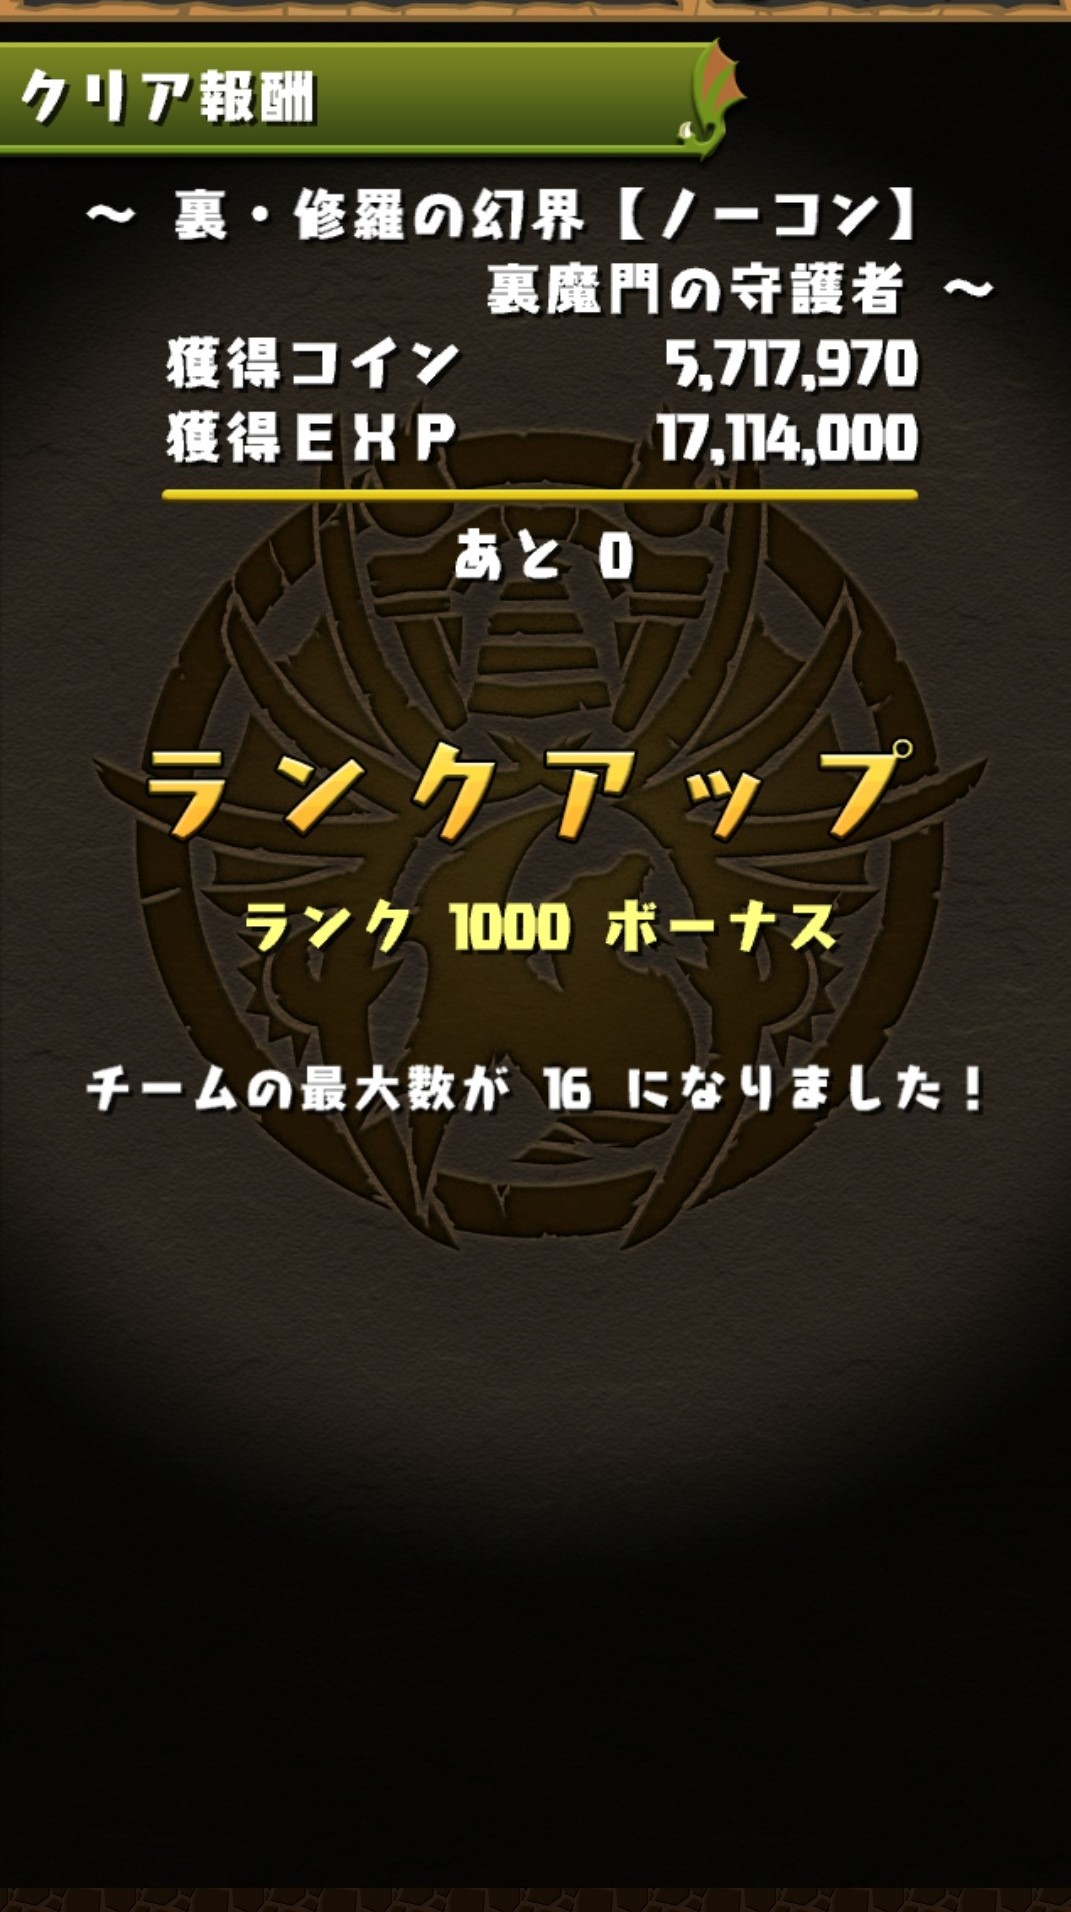 クリア報酬
～ 裏・修羅の幻界【ノーコン】
裏魔門の守護者 ～
獲得コイン 5,717,970
獲得EXP 17,114,000
あと 0
ランクアップ
ランク 1000 ボーナス
チームの最大数が 16 になりました！